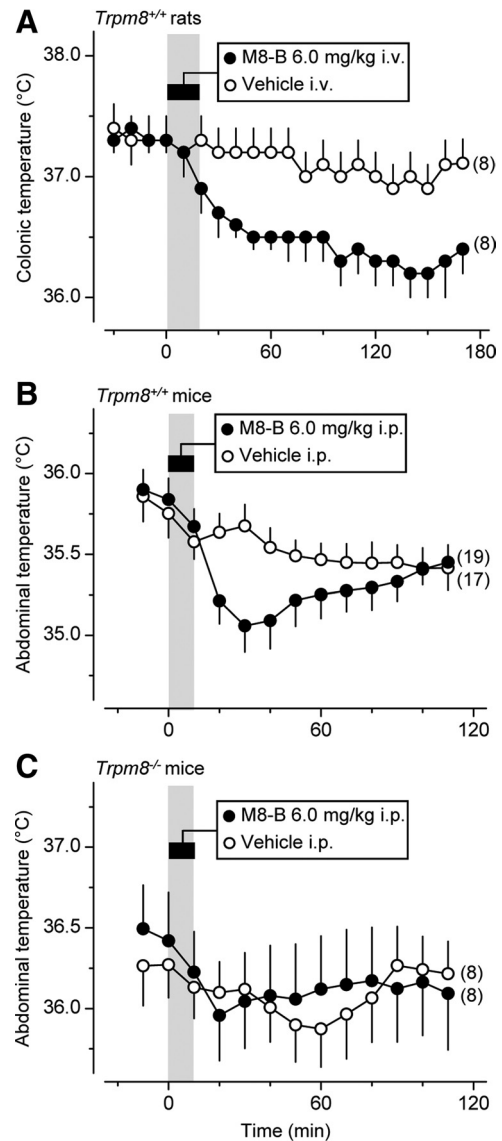 A
Trpm8+/+ rats
M8-B 6.0 mg/kg i.v.
Vehicle i.v.
Colonic temperature (°C)
38.0
37.0
36.0
(8)
(8)
0
60
120
180
B
Trpm8+/+ mice
M8-B 6.0 mg/kg i.p.
Vehicle i.p.
Abdominal temperature (°C)
36.0
35.5
35.0
(19)
(17)
0
60
120
C
Trpm8-/- mice
M8-B 6.0 mg/kg i.p.
Vehicle i.p.
Abdominal temperature (°C)
37.0
36.5
36.0
(8)
(8)
0
60
120
Time (min)